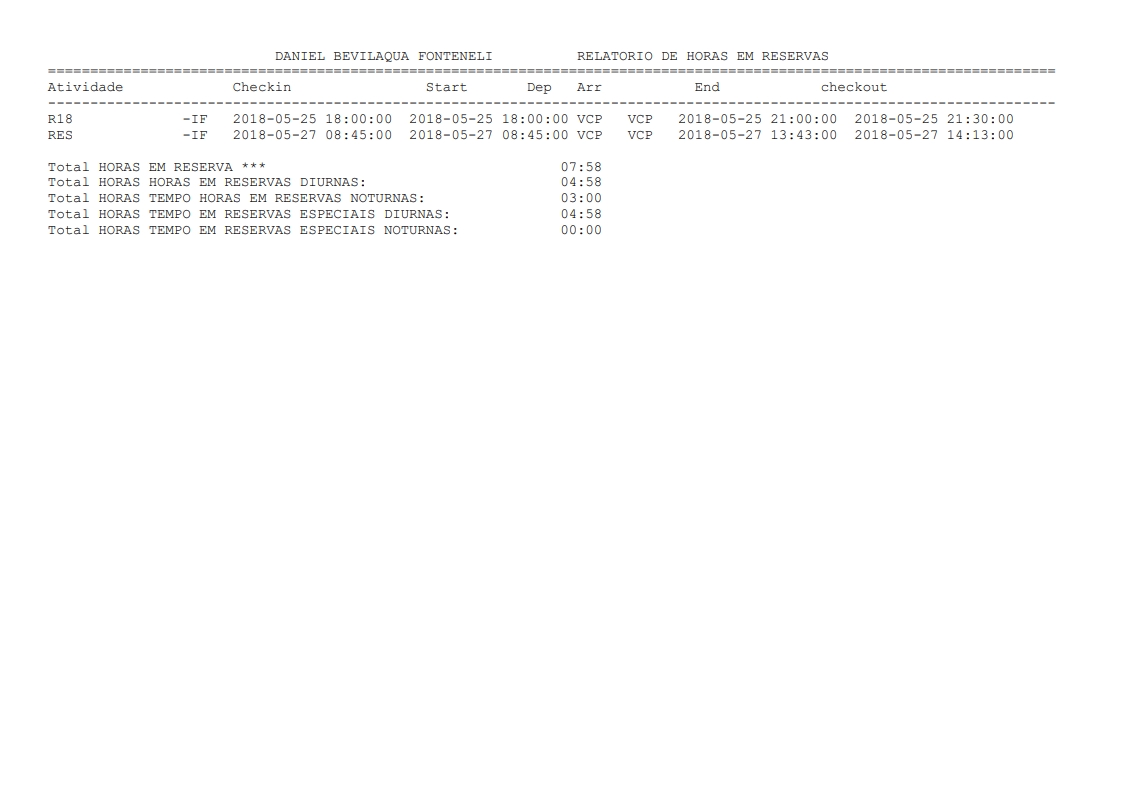 DANIEL BEVILAQUA FONTENELI RELATORIO DE HORAS EM RESERVAS
========================================================================================================================
Atividade Checkin Start Dep Arr End checkout
------------------------------------------------------------------------------------------------------------------------
R18 -IF 2018-05-25 18:00:00 2018-05-25 18:00:00 VCP VCP 2018-05-25 21:00:00 2018-05-25 21:30:00
RES -IF 2018-05-27 08:45:00 2018-05-27 08:45:00 VCP VCP 2018-05-27 13:43:00 2018-05-27 14:13:00
Total HORAS EM RESERVA *** 07:58
Total HORAS HORAS EM RESERVAS DIURNAS: 04:58
Total HORAS TEMPO HORAS EM RESERVAS NOTURNAS: 03:00
Total HORAS TEMPO EM RESERVAS ESPECIAIS DIURNAS: 04:58
Total HORAS TEMPO EM RESERVAS ESPECIAIS NOTURNAS: 00:00